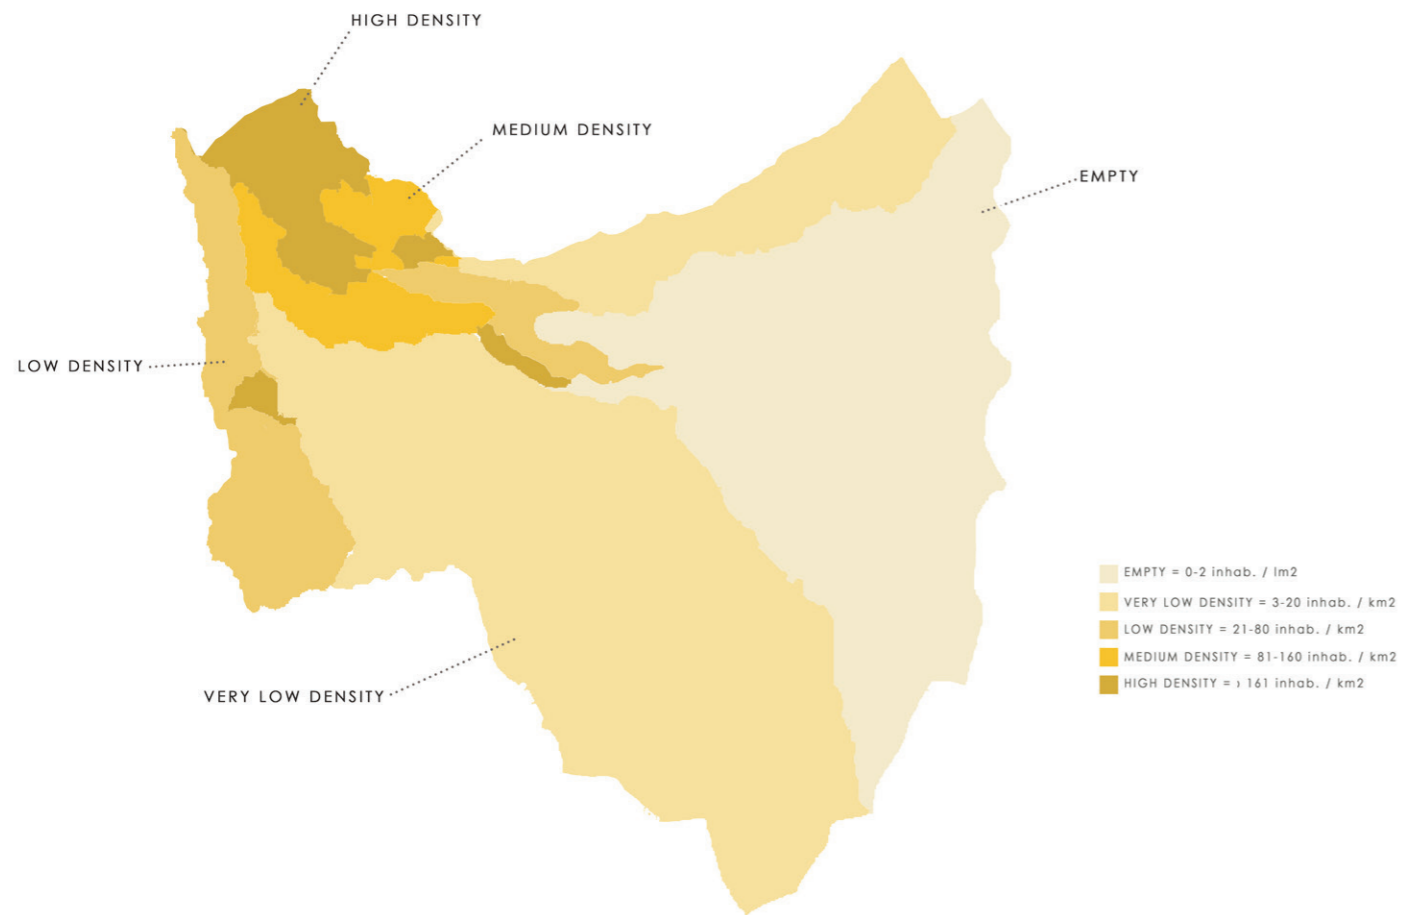 HIGH DENSITY
MEDIUM DENSITY
EMPTY
LOW DENSITY
VERY LOW DENSITY
EMPTY = 0-2 inhab. / lm2
VERY LOW DENSITY = 3-20 inhab. / km2
LOW DENSITY = 21-80 inhab. / km2
MEDIUM DENSITY = 81-160 inhab. / km2
HIGH DENSITY = › 161 inhab. / km2